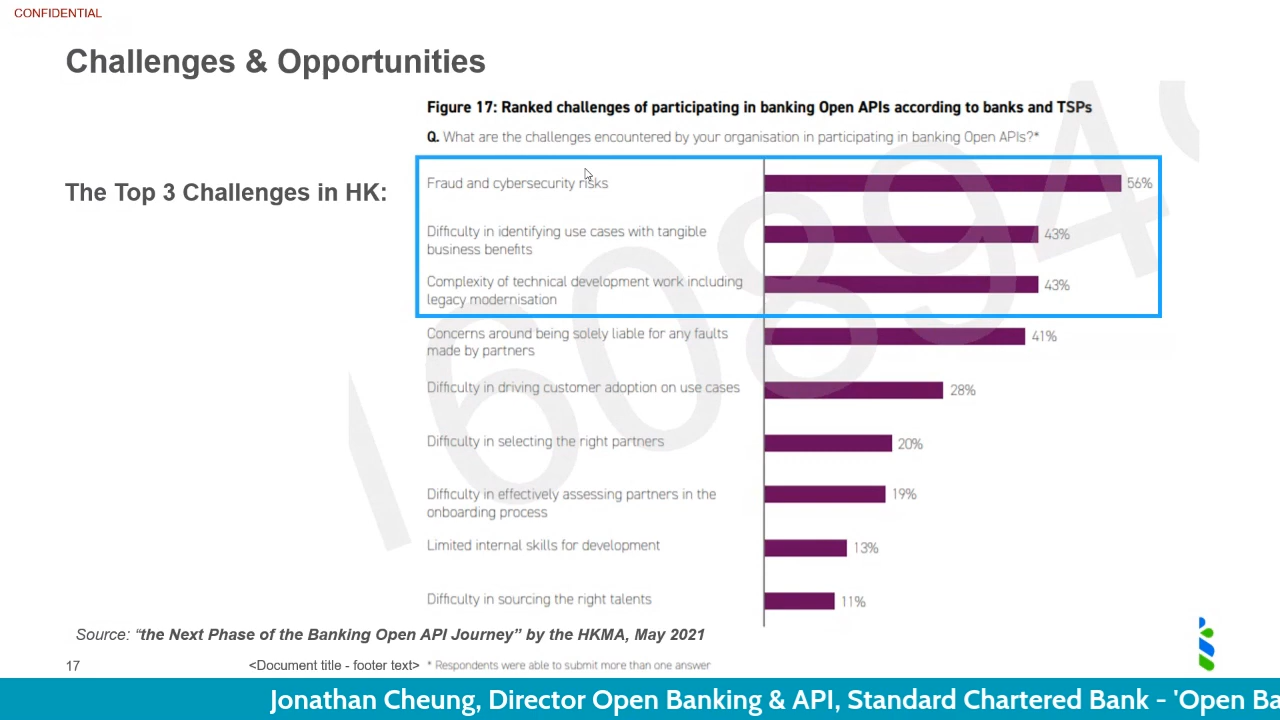 CONFIDENTIAL
Challenges & Opportunities
Figure 17: Ranked challenges of participating in banking Open APIs according to banks and TSPs
Q. What are the challenges encountered by your organisation in participating in banking Open APIs?*
The Top 3 Challenges in HK:
Fraud and cybersecurity risks
56%
Difficulty in identifying use cases with tangible
business benefits
43%
Complexity of technical development work including
legacy modernisation
43%
Concerns around being solely liable for any faults
made by partners
41%
Difficulty in driving customer adoption on use cases
28%
Difficulty in selecting the right partners
20%
Difficulty in effectively assessing partners in the
onboarding process
19%
Limited internal skills for development
13%
Difficulty in sourcing the right talents
11%
Source: “the Next Phase of the Banking Open API Journey” by the HKMA, May 2021
17
<Document title - footer text>
* Respondents were able to submit more than one answer
Jonathan Cheung, Director Open Banking & API, Standard Chartered Bank - 'Open Ba